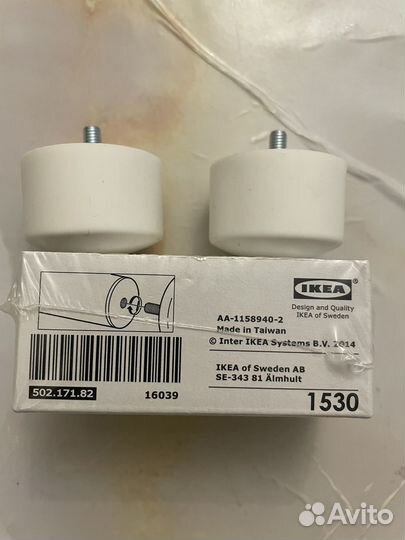 IKEA
Design and Quality
IKEA of Sweden
AA-1158940-2
Made in Taiwan
© Inter IKEA Systems B.V. 2014
IKEA of Sweden AB
SE-343 81 Älmhult
502.171.82
16039
1530
Avito